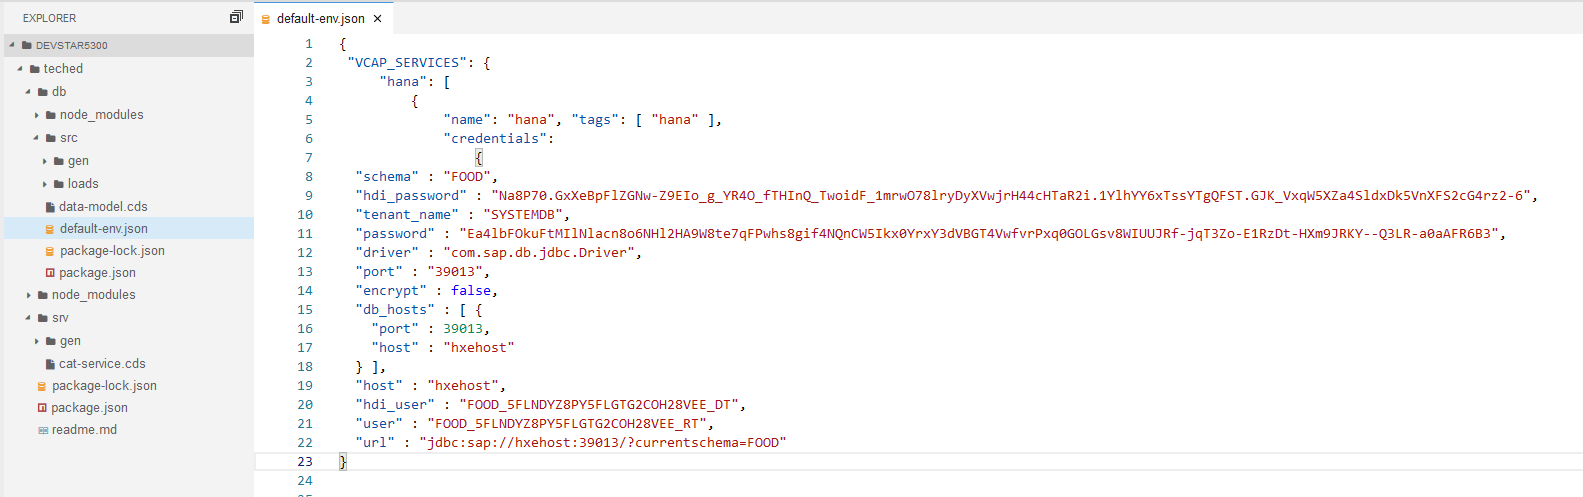 EXPLORER
DEVSTAR5300
teched
db
node_modules
src
gen
loads
data-model.cds
default-env.json
package-lock.json
package.json
node_modules
srv
gen
cat-service.cds
package-lock.json
package.json
readme.md
default-env.json ×
1 {
2 "VCAP_SERVICES": {
3 "hana": [
4 {
5 "name": "hana", "tags": [ "hana" ],
6 "credentials":
7 {
8 "schema" : "FOOD",
9 "hdi_password" : "Na8P70.GxXeBpFlZGNw-Z9EIo_g_YR4O_fTHInQ_TwoidF_1mrwO78lryDyXVwjrH44cHTaR2i.1YlhYY6xTssYTgQFST.GJK_VxqW5XZa4SldxDk5VnXFS2cG4rz2-6",
10 "tenant_name" : "SYSTEMDB",
11 "password" : "Ea4lbFOkuFtMIlNlacn8o6NHl2HA9W8te7qFPwhs8gif4NQnCW5Ikx0YrxY3dVBGT4VwfvrPxq0GOLGsv8WIUUJRf-jqT3Zo-E1RzDt-HXm9JRKY--Q3LR-a0aAFR6B3",
12 "driver" : "com.sap.db.jdbc.Driver",
13 "port" : "39013",
14 "encrypt" : false,
15 "db_hosts" : [ {
16 "port" : 39013,
17 "host" : "hxehost"
18 } ],
19 "host" : "hxehost",
20 "hdi_user" : "FOOD_5FLNDYZ8PY5FLGTG2COH28VEE_DT",
21 "user" : "FOOD_5FLNDYZ8PY5FLGTG2COH28VEE_RT",
22 "url" : "jdbc:sap://hxehost:39013/?currentschema=FOOD"
23 }
24